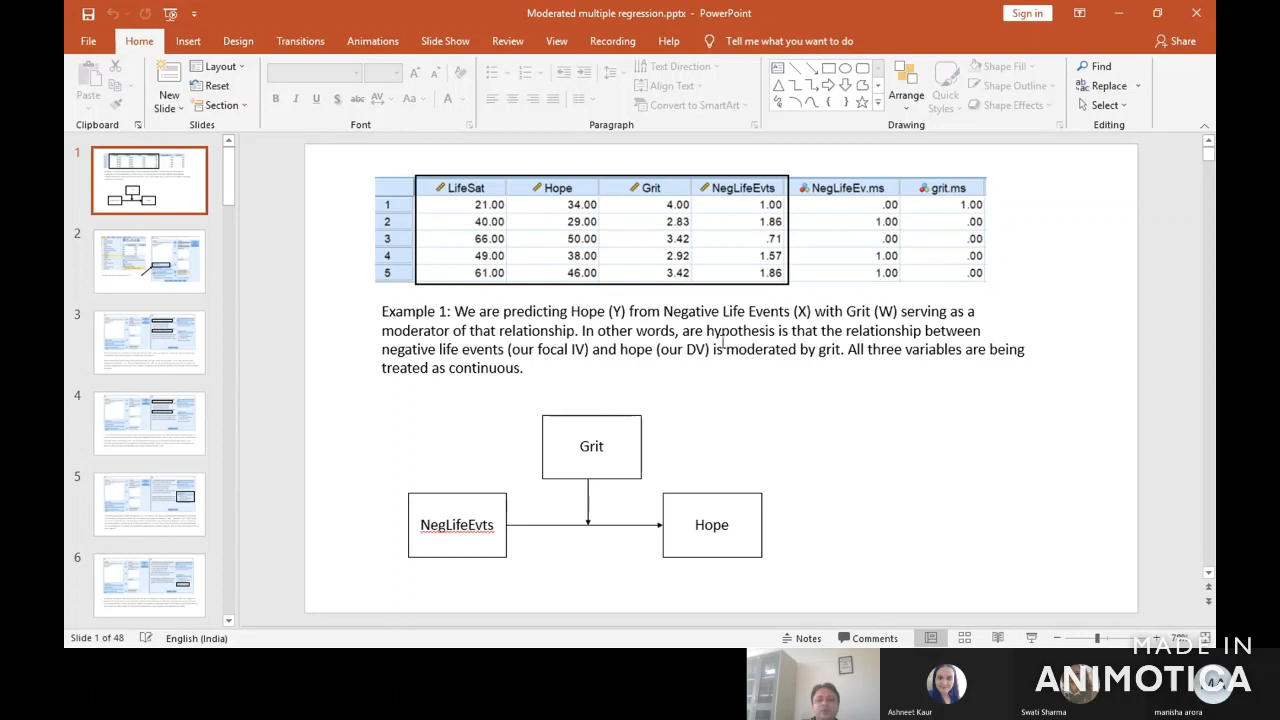 Moderated multiple regression.pptx - PowerPoint
Sign in
File Home Insert Design Transitions Animations Slide Show Review View Recording Help Tell me what you want to do Share
Paste
Clipboard
New Slide
Layout
Reset
Section
Slides
B I U S abc AV Aa A
Font
Text Direction
Align Text
Convert to SmartArt
Paragraph
Arrange
Quick Styles
Shape Fill
Shape Outline
Shape Effects
Drawing
Find
Replace
Select
Editing
1
2
3
4
5
6
LifeSat Hope Grit NegLifeEvts NegLifeEv.ms grit.ms
1 21.00 34.00 4.00 1.00 .00 1.00
2 40.00 29.00 2.83 1.86 1.00 .00
3 66.00 50.00 3.42 .71 .00 .00
4 49.00 38.00 2.92 1.57 1.00 .00
5 61.00 46.00 3.42 1.86 1.00 .00
Example 1: We are predicting Hope (Y) from Negative Life Events (X) with Grit (W) serving as a
moderator of that relationship. In other words, are hypothesis is that the relationship between
negative life events (our focal IV) and hope (our DV) is moderated by grit. All three variables are being
treated as continuous.
Grit
NegLifeEvts
Hope
Slide 1 of 48 English (India) Notes Comments
MADE IN
ANIMOTICA
Ashneet Kaur
Swati Sharma
manisha arora